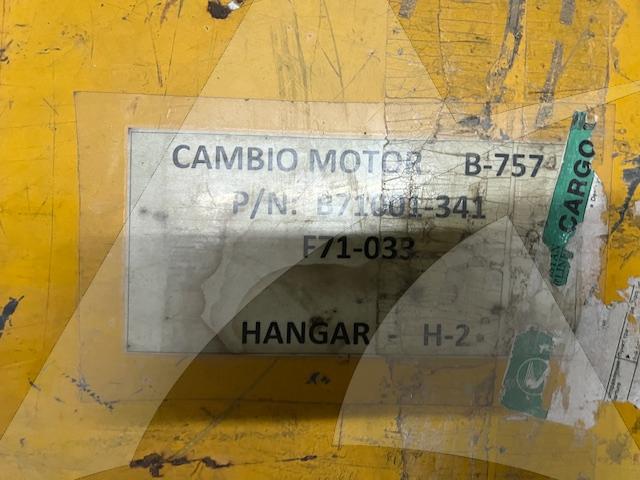 CAMBIO MOTOR B-757
P/N: B71001-341
F71-033
HANGAR - H-2
CARGO